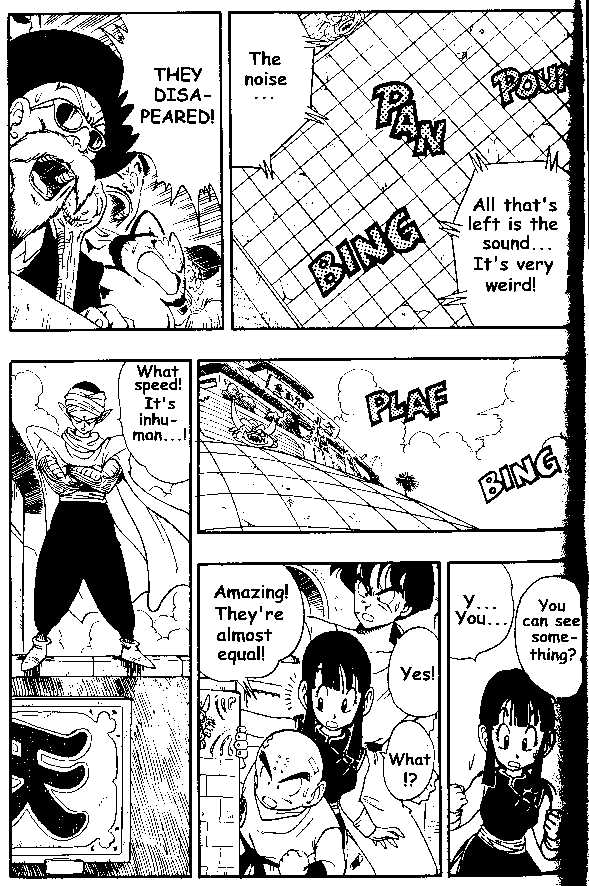 THEY
DISA-
PEARED!
The
noise
...
PAN
BING
All that's
left is the
sound...
It's very
weird!
What
speed!
It's
inhu-
man...!
天
PLAF
BING
Amazing!
They're
almost
equal!
Yes!
What
!?
Y...
You...
You
can see
some-
thing?